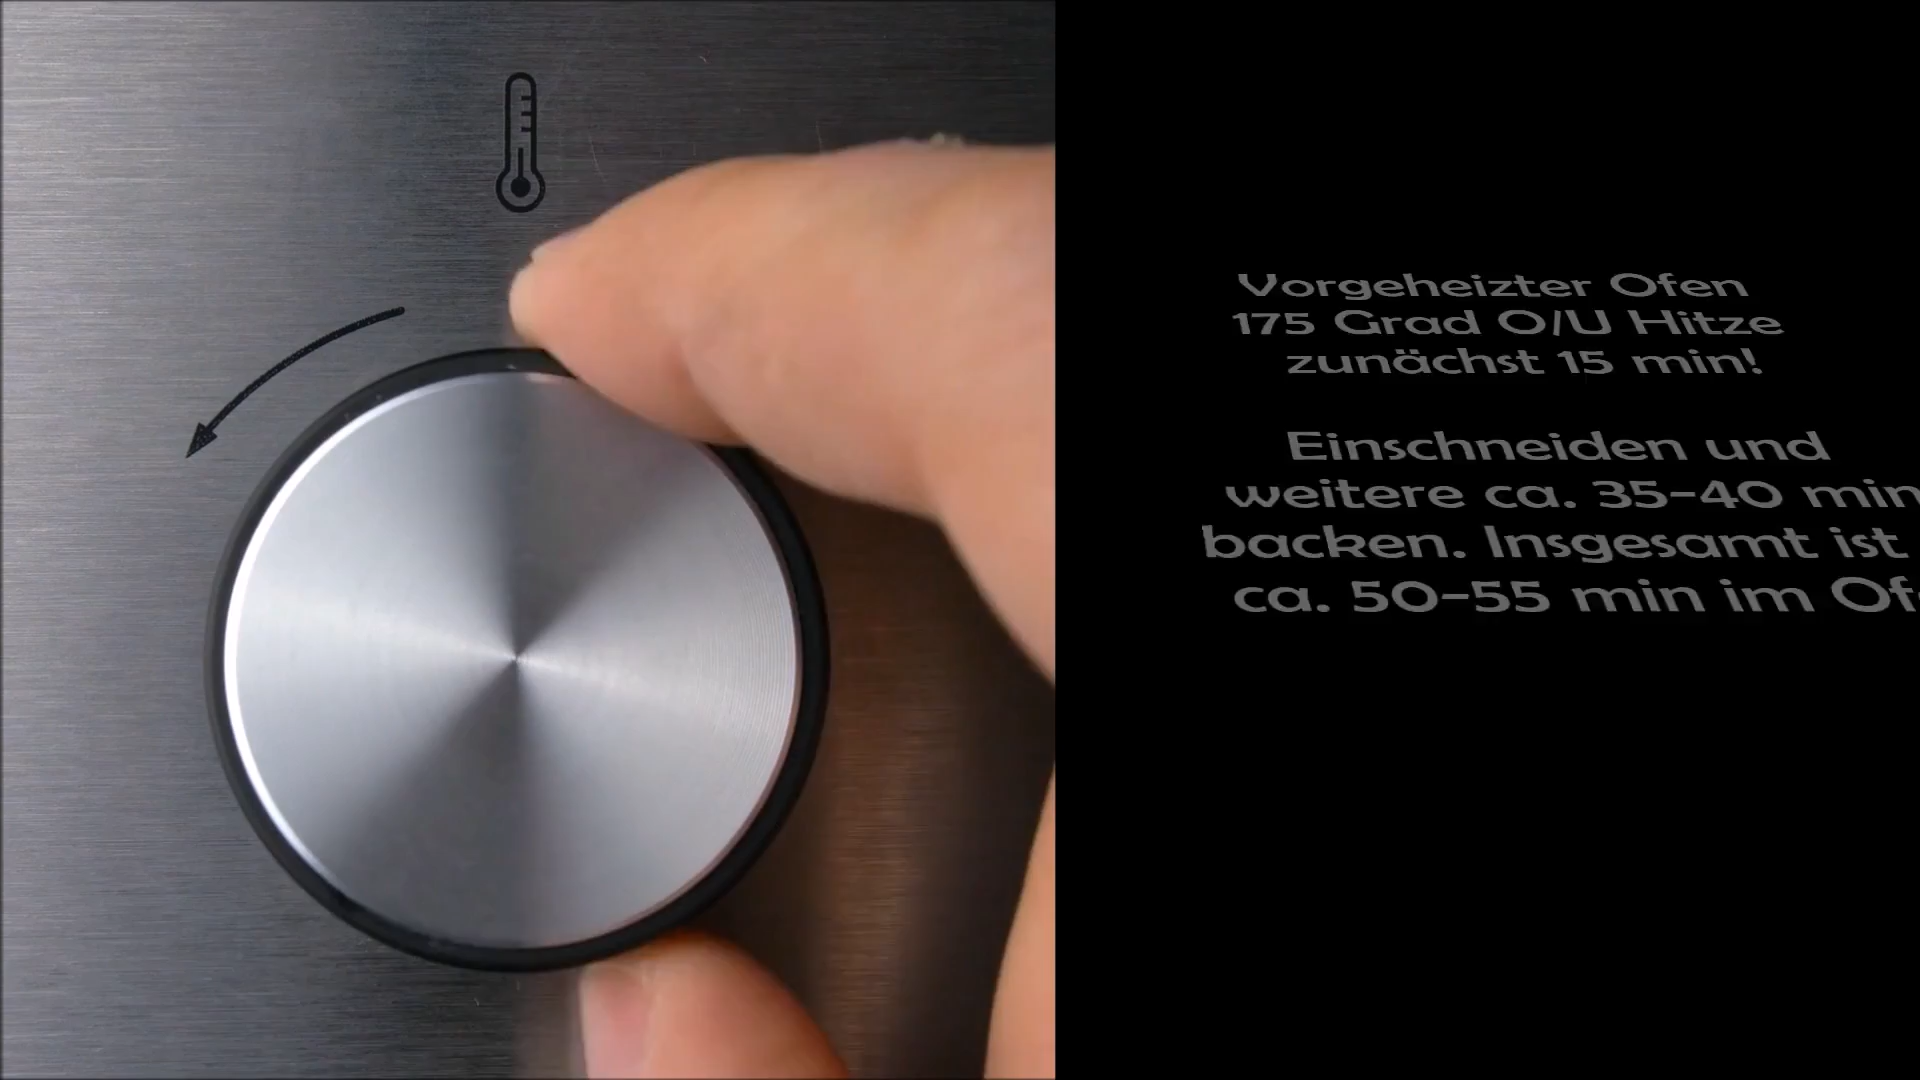 Vorgeheizter Ofen
175 Grad O/U Hitze
zunächst 15 min!
Einschneiden und
weitere ca. 35-40 min
backen. Insgesamt ist
ca. 50-55 min im